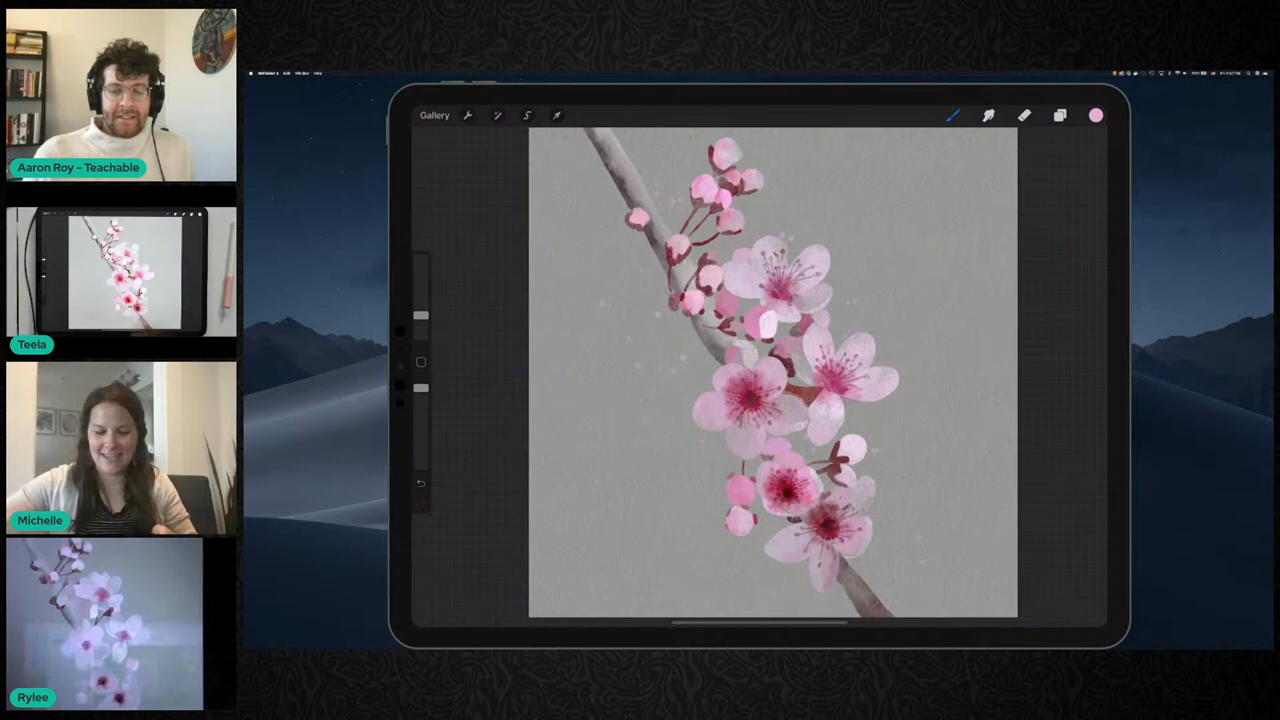 Aaron Roy - Teachable
Gallery
Teela
Michelle
Rylee